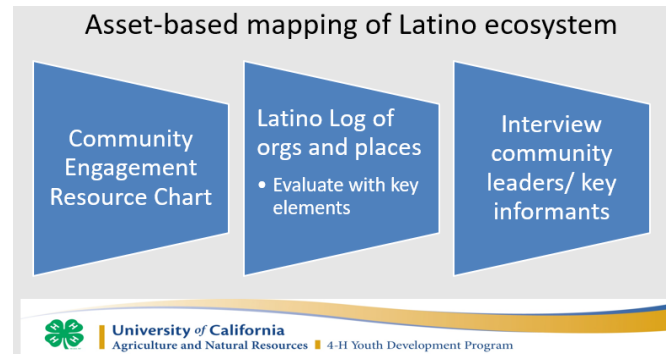 Asset-based mapping of Latino ecosystem
Community
Engagement
Resource Chart
Latino Log of
orgs and places
• Evaluate with key
elements
Interview
community
leaders/ key
informants
H H H H
University of California
Agriculture and Natural Resources 4-H Youth Development Program